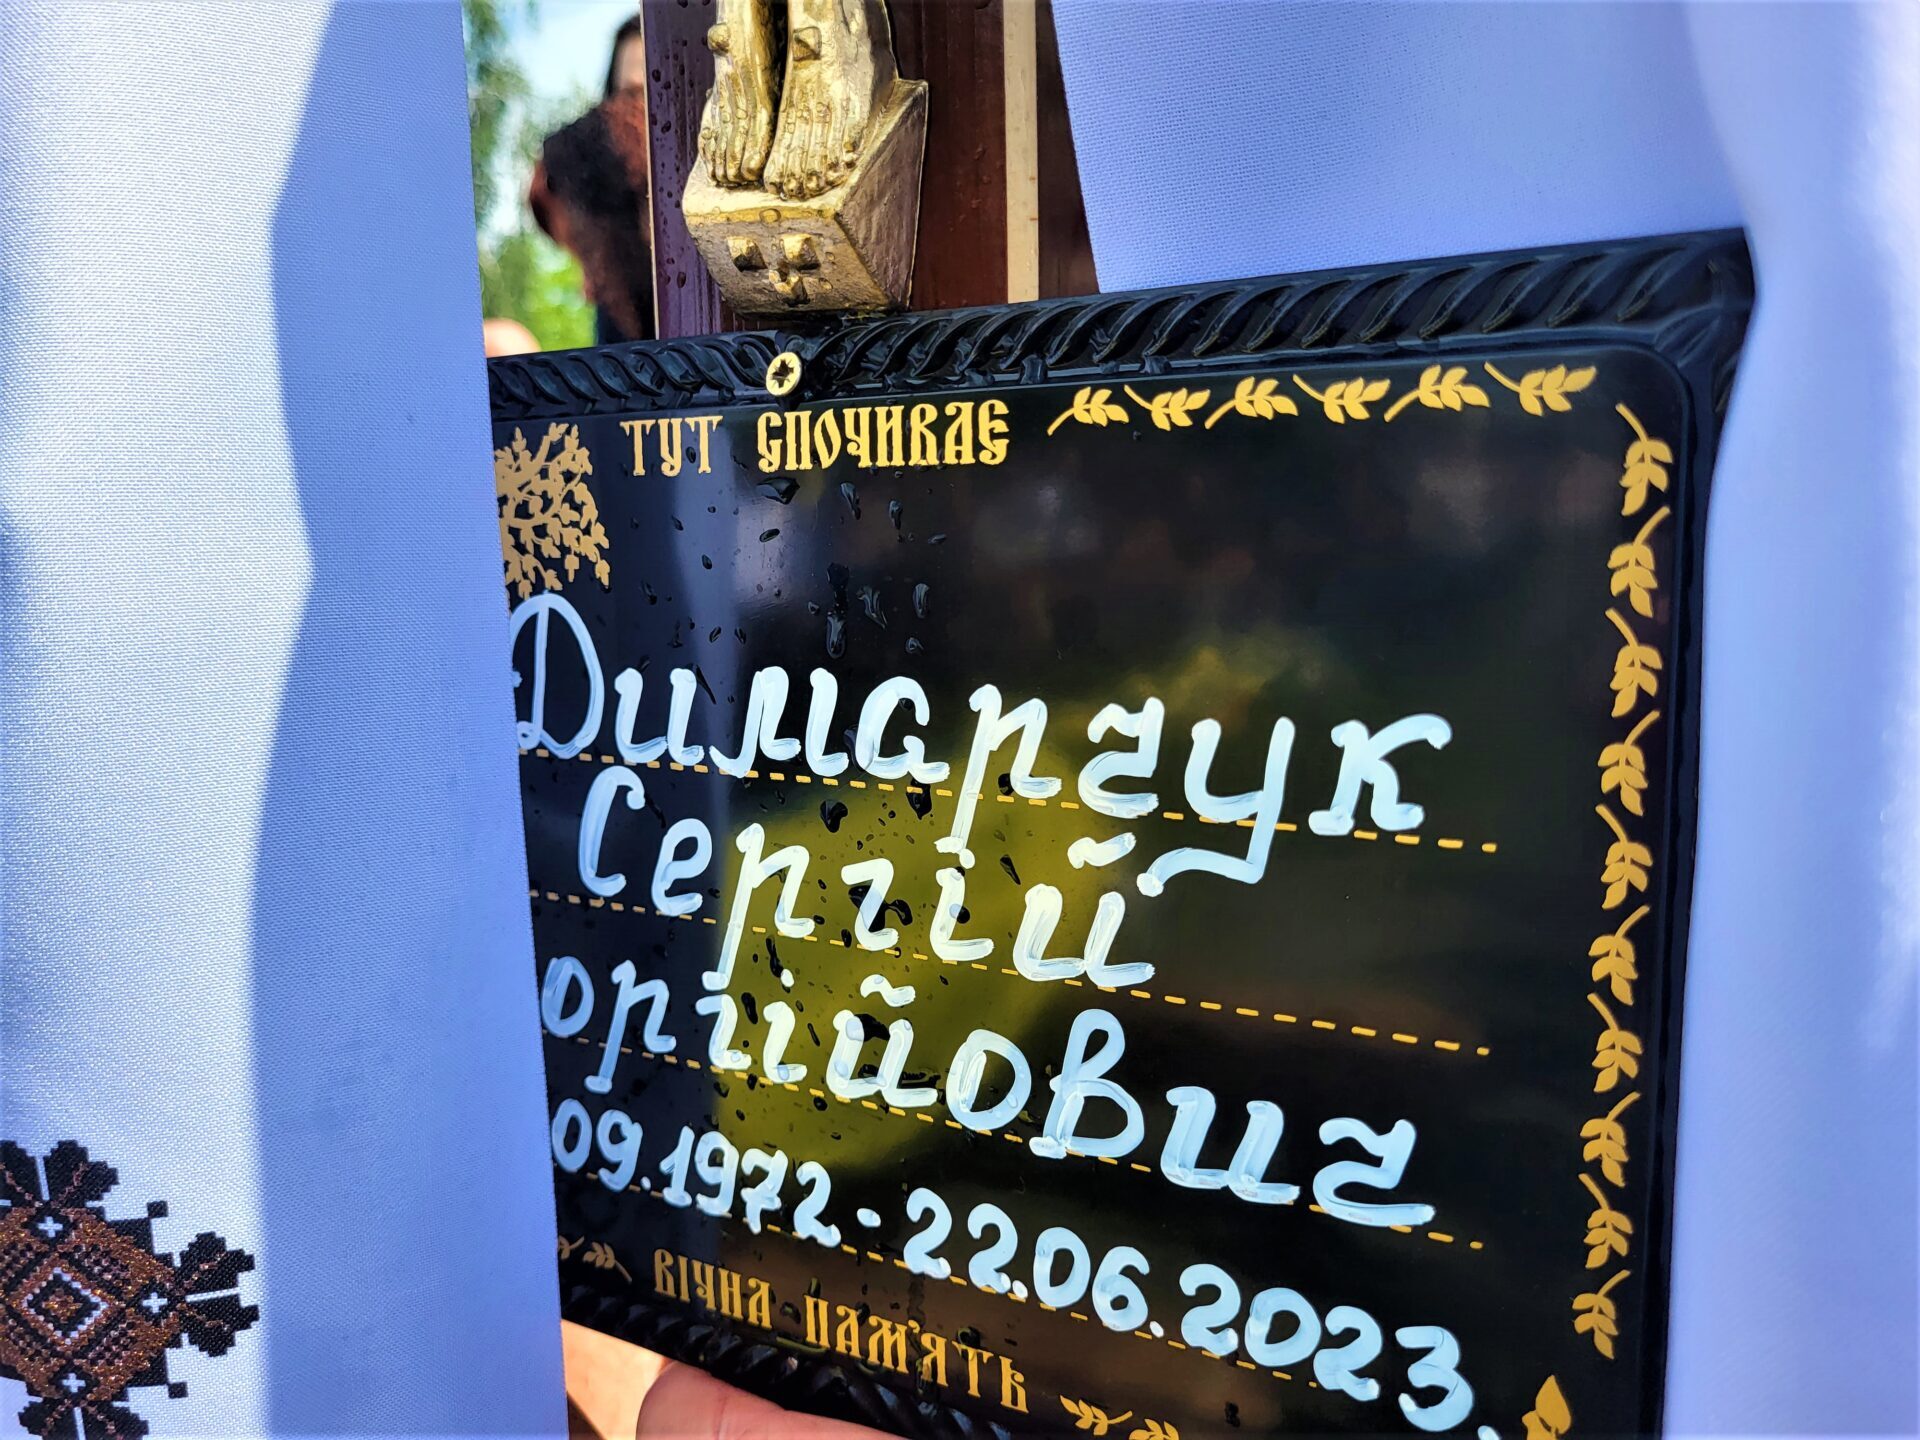 ТУТ СПОЧИВАЄ
Димарчук
Сергій
оргійович
09.1972-22.06.2023.
ВІЧНА ПАМ'ЯТЬ